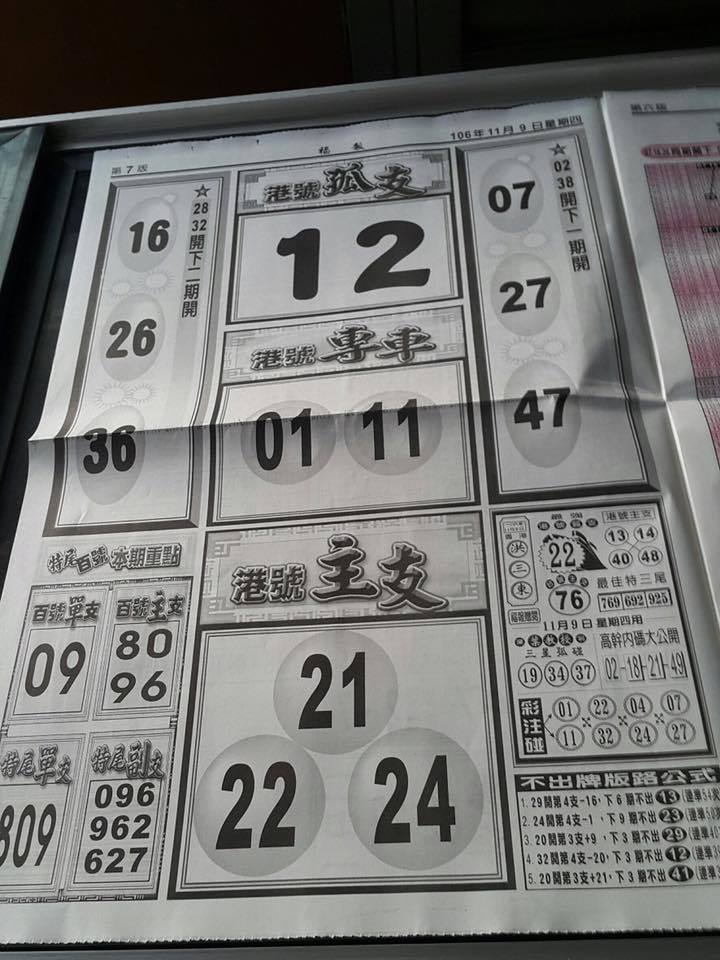 第7版
福報
106年11月9日星期四
第六版
☆
28
32
開下二期開
16
26
36
港號孤支
12
港號專車
01 11
☆
02
38
開下一期開
07
27
47
特尾百號本期重點
百號單支
09
百號主支
80
96
特尾單支
809
特尾副支
096
962
627
港號主支
21
22 24
港號主支
洪三東
22
13 14
40 48
76
最佳特三尾
769 692 925
11月9日星期四用
三星孤碰
19 34 37
高幹內碼大公開
02-18-21-49
彩注碰
01 22 04 07
11 32 24 27
不出牌版路公式
1. 29開第4支-16，下6期不出13
2. 24開第4支-1，下9期不出23
3. 20開第3支+9，下3期不出29
4. 32開第4支-20，下3期不出12
5. 20開第3支+21，下3期不出41